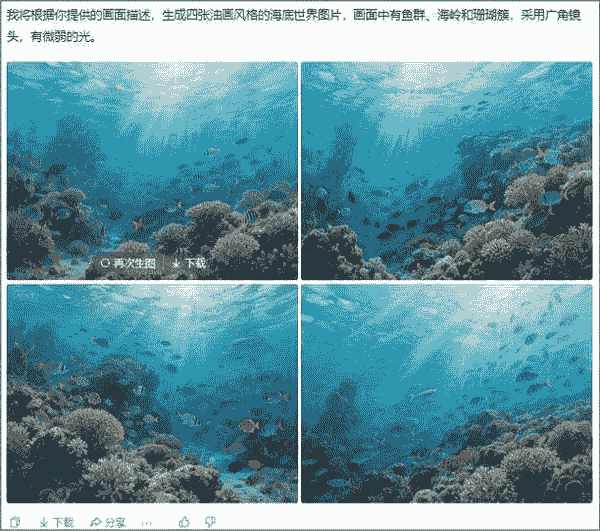 我将根据你提供的画面描述，生成四张油画风格的海底世界图片，画面中有鱼群、海岭和珊瑚簇，采用广角镜
头，有微弱的光。
再次生图 下载
下载 分享 ···